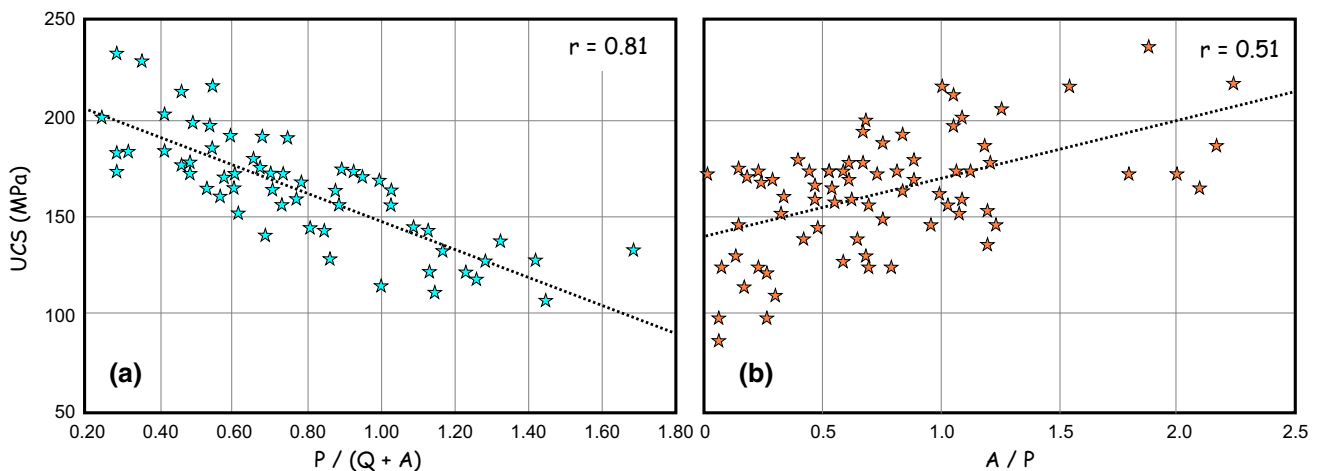 250
200
150
100
50
UCS (MPa)
r = 0.81
(a)
0.20 0.40 0.60 0.80 1.00 1.20 1.40 1.60 1.80
P / (Q + A)
r = 0.51
(b)
0 0.5 1.0 1.5 2.0 2.5
A / P